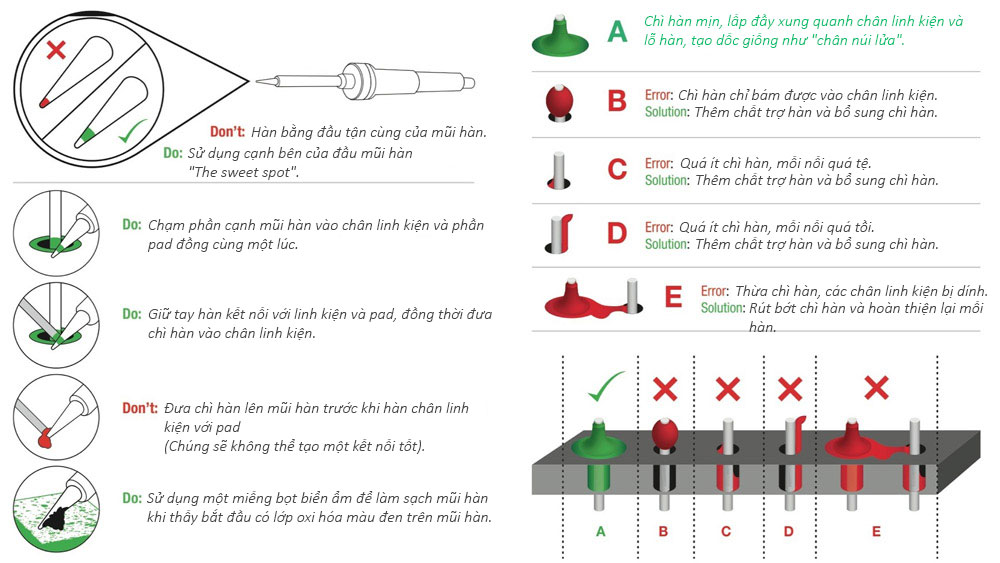 Don't: Hàn bằng đầu tận cùng của mũi hàn.
Do: Sử dụng cạnh bên của đầu mũi hàn
"The sweet spot".
Do: Chạm phần cạnh mũi hàn vào chân linh kiện và phần
pad đồng cùng một lúc.
Do: Giữ tay hàn kết nối với linh kiện và pad, đồng thời đưa
chì hàn vào chân linh kiện.
Don't: Đưa chì hàn lên mũi hàn trước khi hàn chân linh
kiện với pad
(Chúng sẽ không thể tạo một kết nối tốt).
Do: Sử dụng một miếng bọt biển ẩm để làm sạch mũi hàn
khi thấy bắt đầu có lớp oxi hóa màu đen trên mũi hàn.
A
Chì hàn mịn, lấp đầy xung quanh chân linh kiện và
lỗ hàn, tạo dốc giống như "chân núi lửa".
B
Error: Chì hàn chỉ bám được vào chân linh kiện.
Solution: Thêm chất trợ hàn và bổ sung chì hàn.
C
Error: Quá ít chì hàn, mối nối quá tệ.
Solution: Thêm chất trợ hàn và bổ sung chì hàn.
D
Error: Quá ít chì hàn, mối nối quá tồi.
Solution: Thêm chất trợ hàn và bổ sung chì hàn.
E
Error: Thừa chì hàn, các chân linh kiện bị dính.
Solution: Rút bớt chì hàn và hoàn thiện lại mối
hàn.
A B C D E